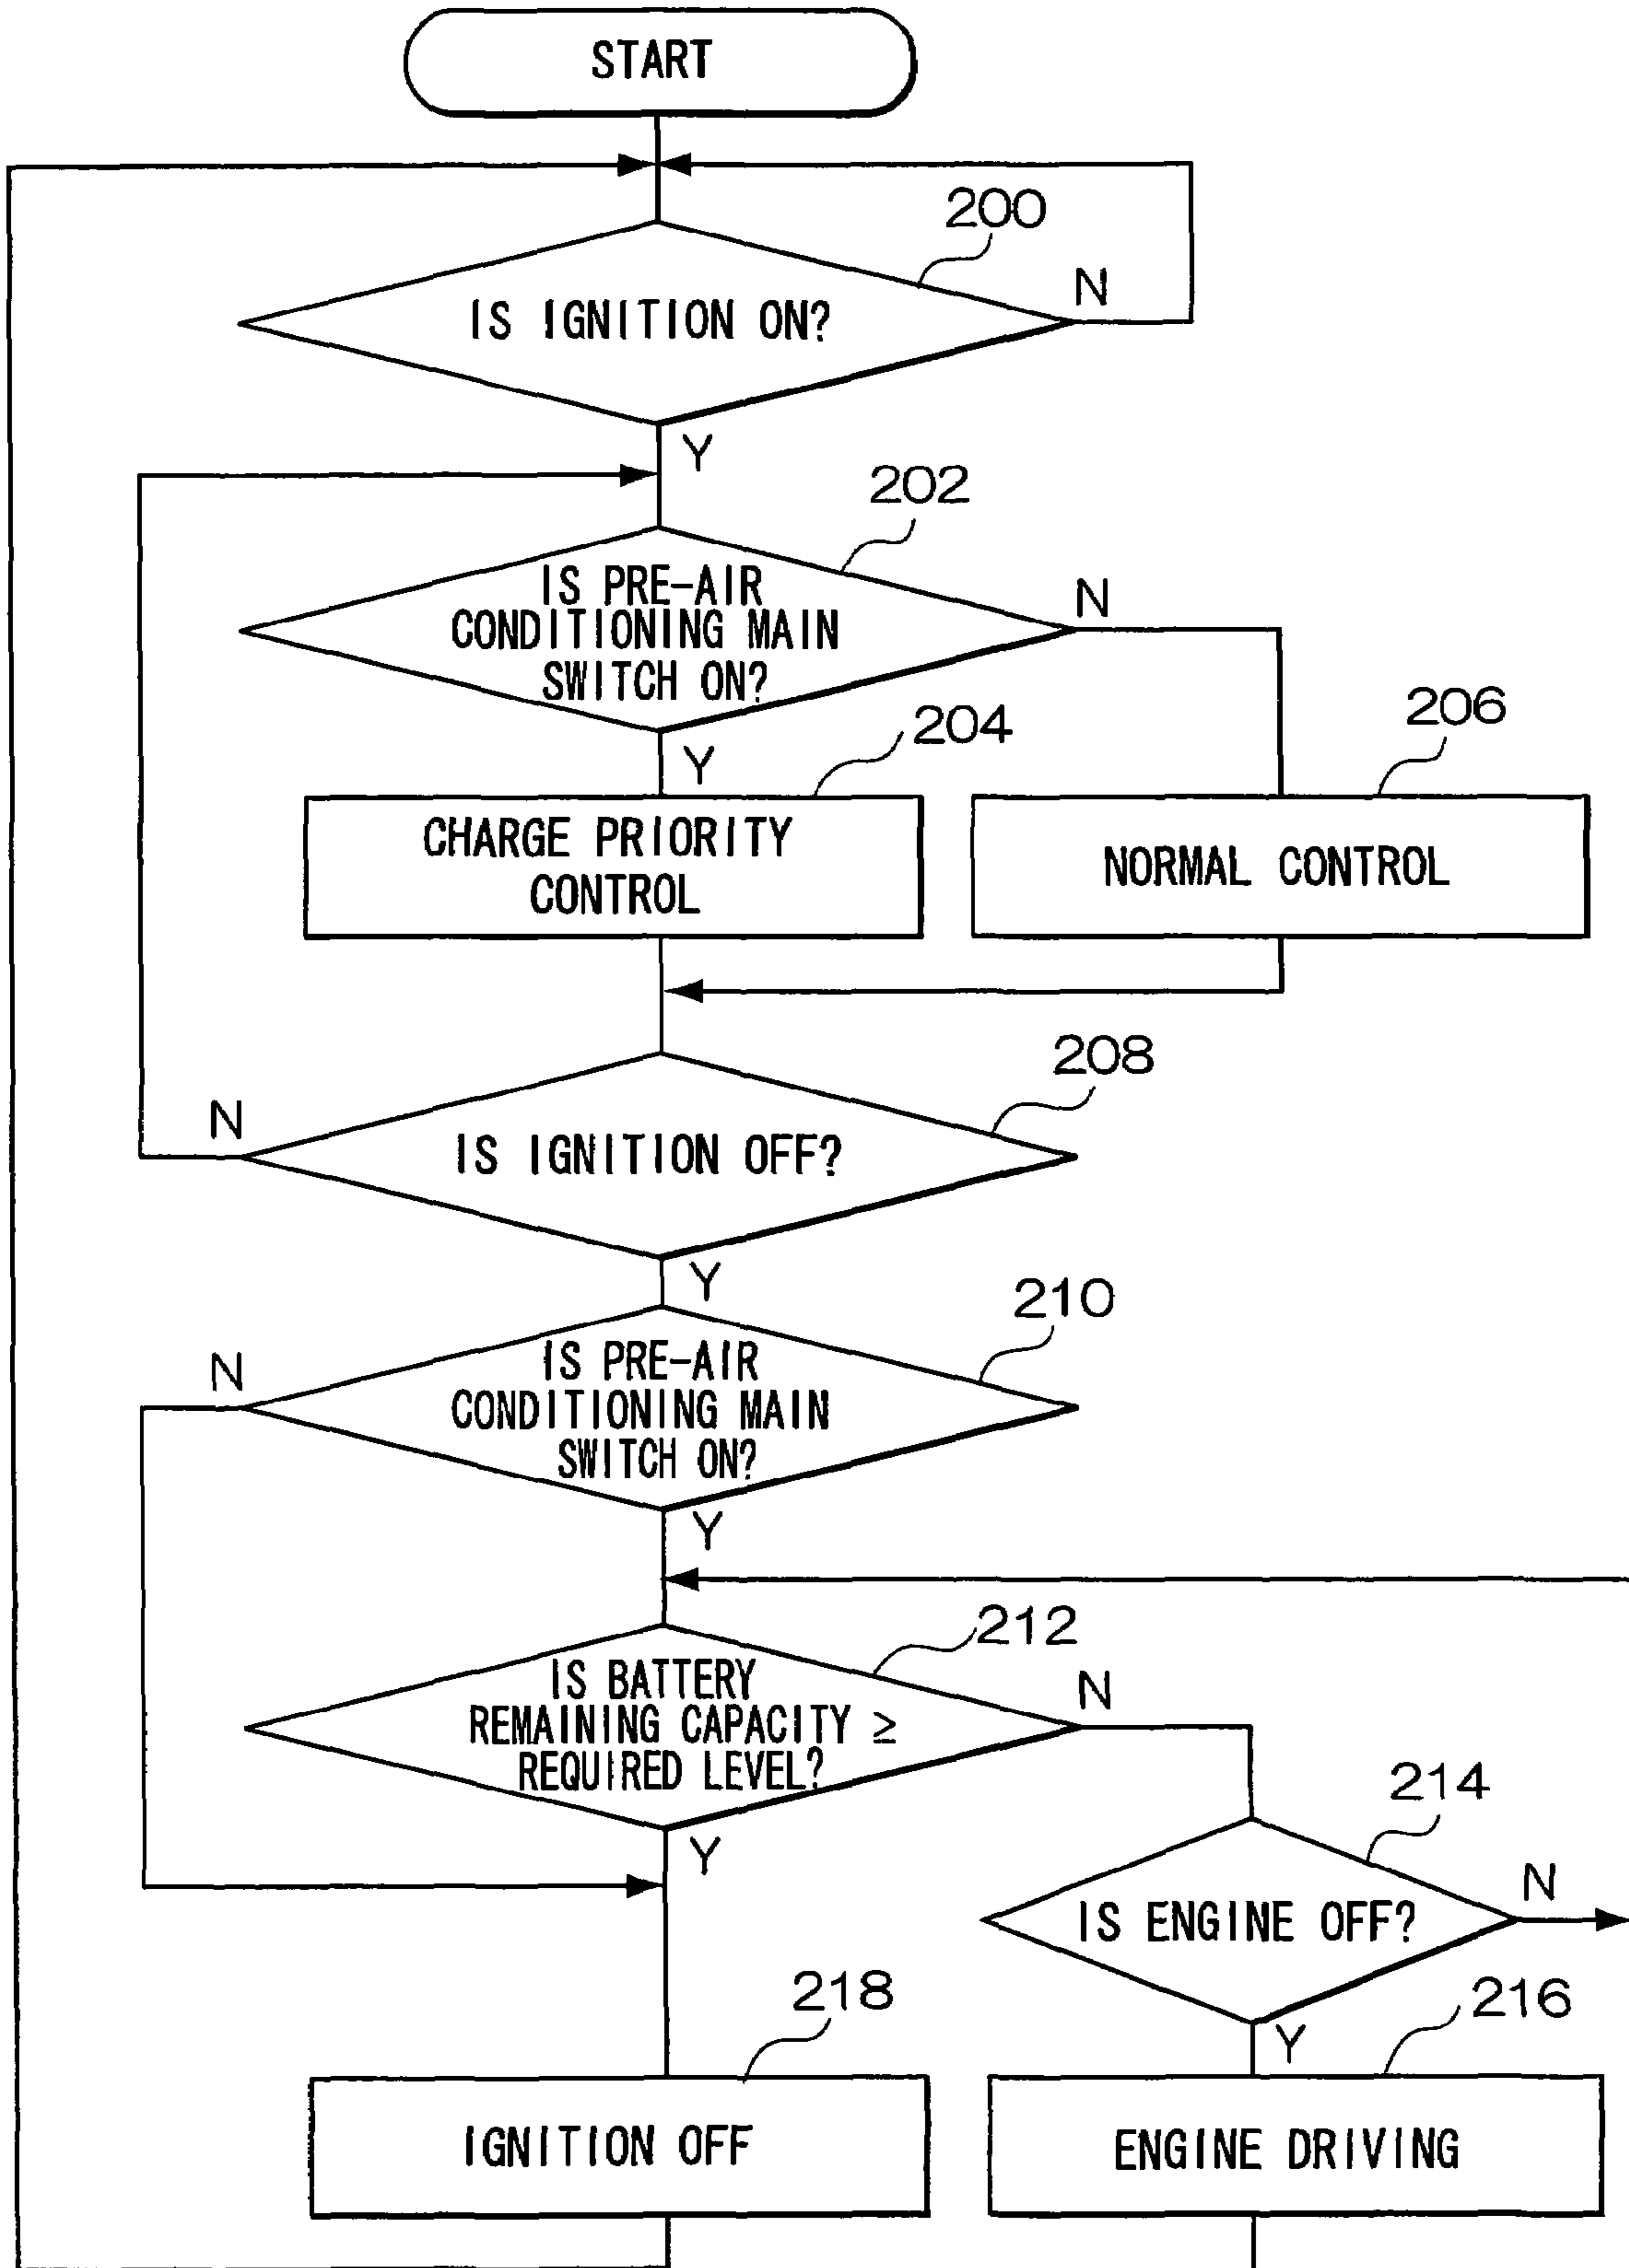 START
200
IS IGNITION ON?
N
Y
202
IS PRE-AIR
CONDITIONING MAIN
SWITCH ON?
N
Y
204
206
CHARGE PRIORITY
CONTROL
NORMAL CONTROL
208
N
IS IGNITION OFF?
Y
210
N
IS PRE-AIR
CONDITIONING MAIN
SWITCH ON?
Y
212
IS BATTERY
REMAINING CAPACITY ≥
REQUIRED LEVEL?
N
Y
214
IS ENGINE OFF?
N
Y
218
216
IGNITION OFF
ENGINE DRIVING